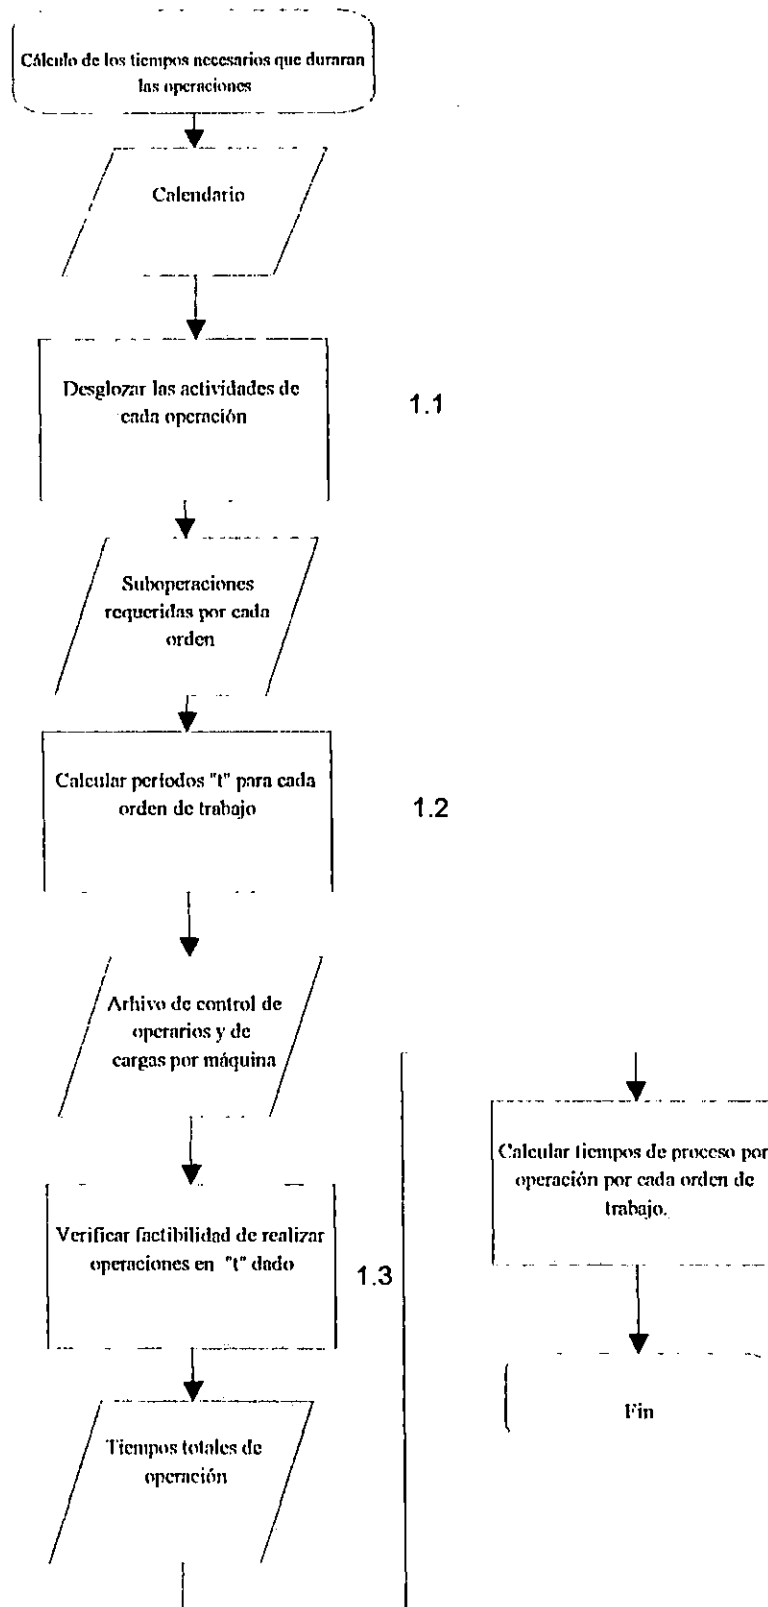 Cálculo de los tiempos necesarios que duraran
las operaciones
Calendario
Desglozar las actividades de
cada operación
1.1
Suboperaciones
requeridas por cada
orden
Calcular períodos "t" para cada
orden de trabajo
1.2
Arhivo de control de
operarios y de
cargas por máquina
Verificar factibilidad de realizar
operaciones en "t" dado
1.3
Tiempos totales de
operación
Calcular tiempos de proceso por
operación por cada orden de
trabajo.
Fin